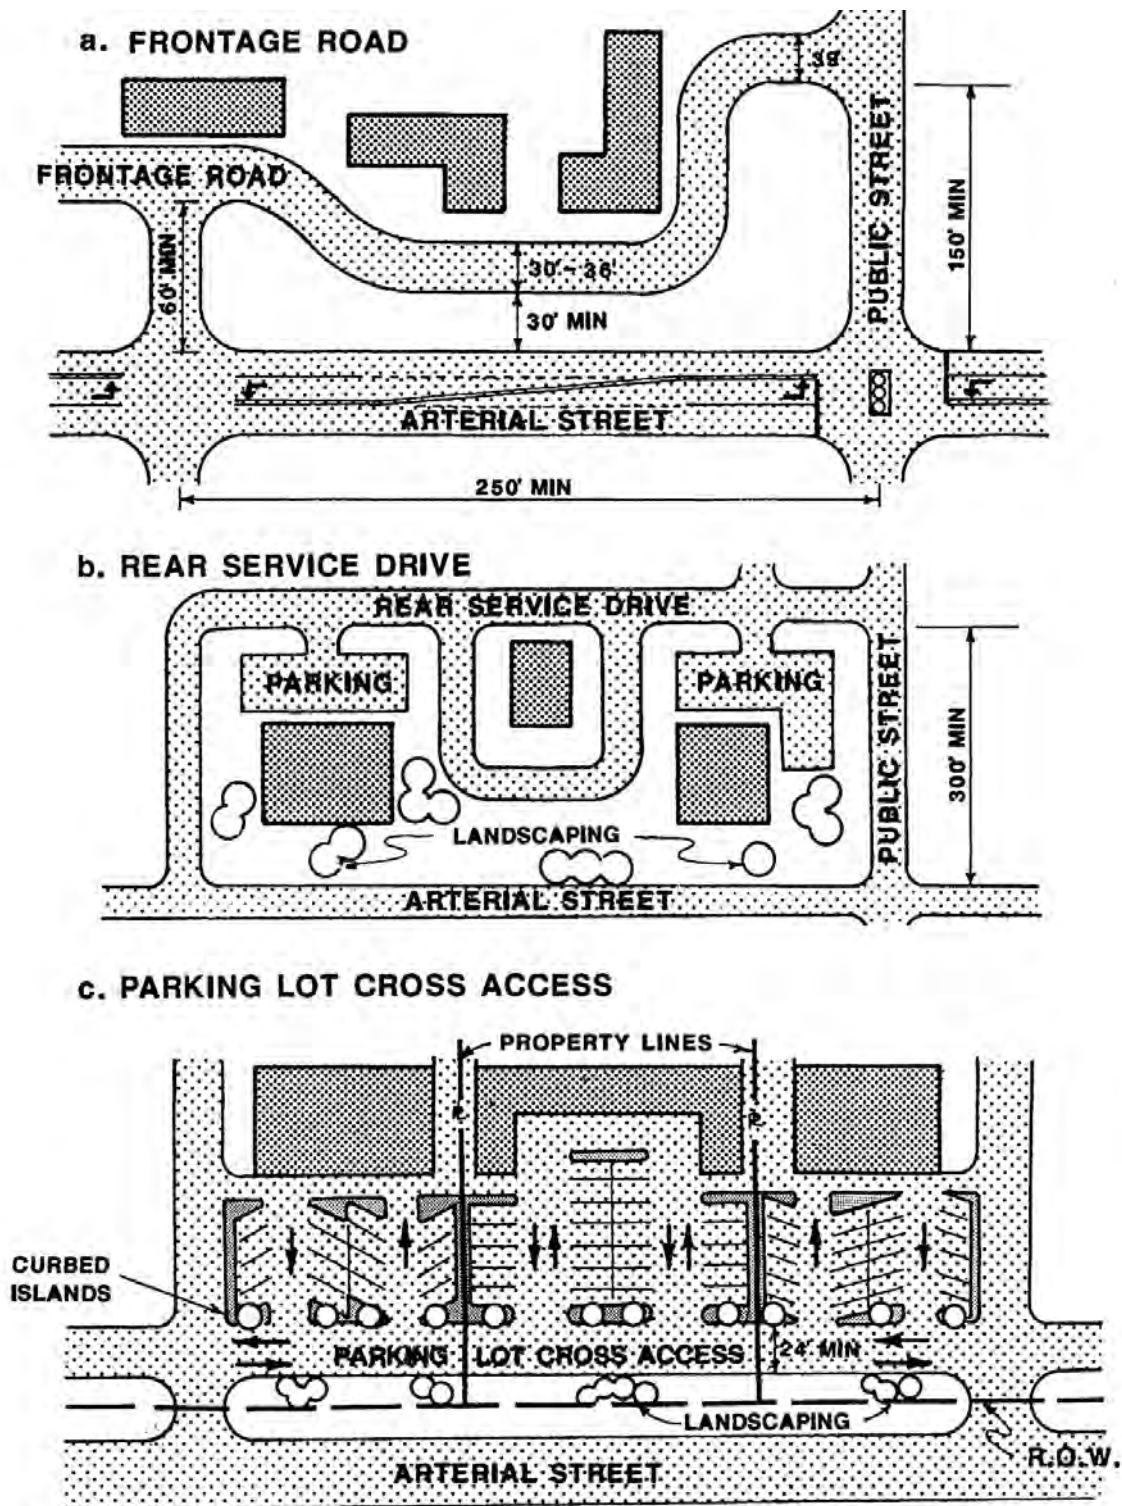 a. FRONTAGE ROAD
39'
FRONTAGE ROAD
PUBLIC STREET
150' MIN
60' MIN
30' - 36'
30' MIN
ARTERIAL STREET
250' MIN
b. REAR SERVICE DRIVE
REAR SERVICE DRIVE
PARKING
PARKING
PUBLIC STREET
300' MIN
LANDSCAPING
ARTERIAL STREET
c. PARKING LOT CROSS ACCESS
PROPERTY LINES
CURBED
ISLANDS
PARKING LOT CROSS ACCESS
24' MIN
LANDSCAPING
R.O.W.
ARTERIAL STREET